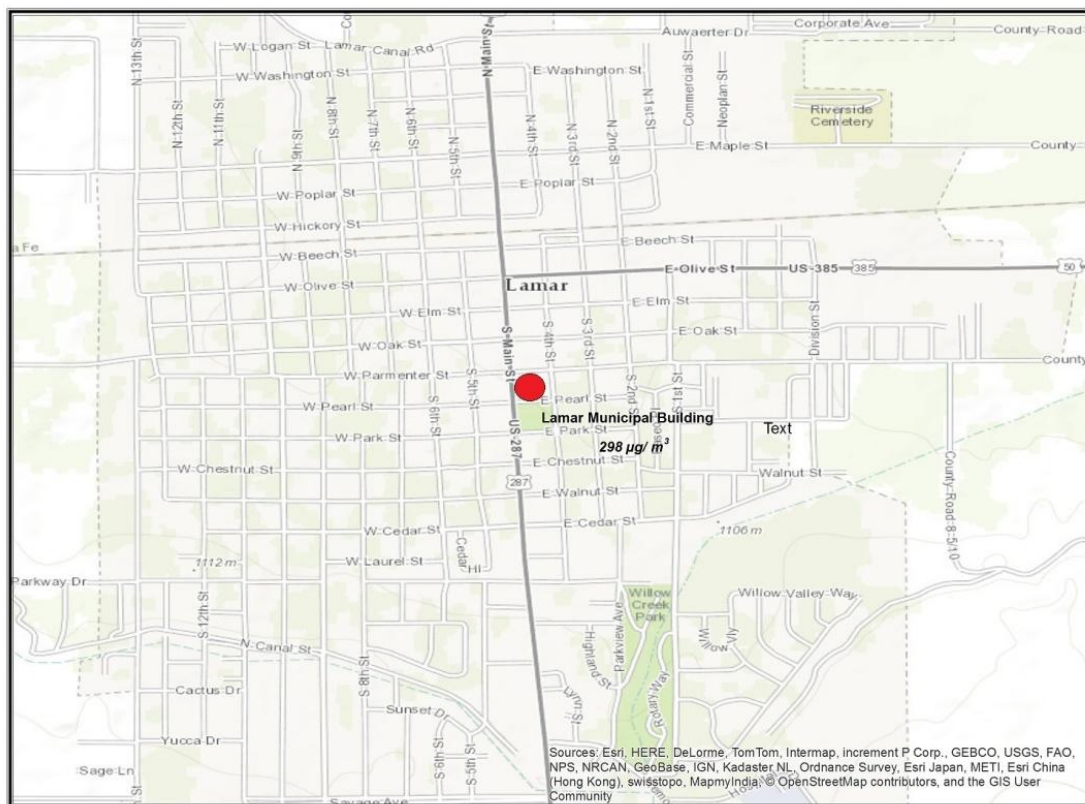 Corporate Ave
Auwaerter Dr
County Road
W Logan St
Lamar Canal Rd
N Main St
N 13th St
W Washington St
E Washington St
N 12th St
N 11th St
N 9th St
N 8th St
N 7th St
N 6th St
N 5th St
N 4th St
N 3rd St
N 2nd St
N 1st St
Commercial St
Neoplan St
Riverside
Cemetery
E Maple St
County
W Poplar St
E Poplar St
W Hickory St
a Fe
W Beech St
E Beech St
E Olive St
US-385
385
50
W Olive St
Lamar
W Elm St
E Elm St
W Oak St
E Oak St
Division St
S Main St
S 4th St
S 3rd St
County
W Parmenter St
S 5th St
S 6th St
S 2nd St
S 1st St
W Pearl St
E Pearl St
Lamar Municipal Building
298 µg/ m³
Text
W Park St
E Park St
US-287
W Chestnut St
E Chestnut St
Walnut St
287
E Walnut St
County Road 8-5/10
W Cedar St
E Cedar St
1106 m
Cedar
Hl
1112 m
W Laurel St
Parkway Dr
Willow
Creek
Park
Willow Valley Way
S 12th St
Parkview Ave
Highland St
Willow Vly
N Canal St
S 8th St
Rotary Way
Cactus Dr
Sunset Dr
Lynn St
Yucca Dr
S 6th St
S 5th St
Sage Ln
Savage Ave
Sources: Esri, HERE, DeLorme, TomTom, Intermap, increment P Corp., GEBCO, USGS, FAO,
NPS, NRCAN, GeoBase, IGN, Kadaster NL, Ordnance Survey, Esri Japan, METI, Esri China
(Hong Kong), swisstopo, MapmyIndia, © OpenStreetMap contributors, and the GIS User
Community